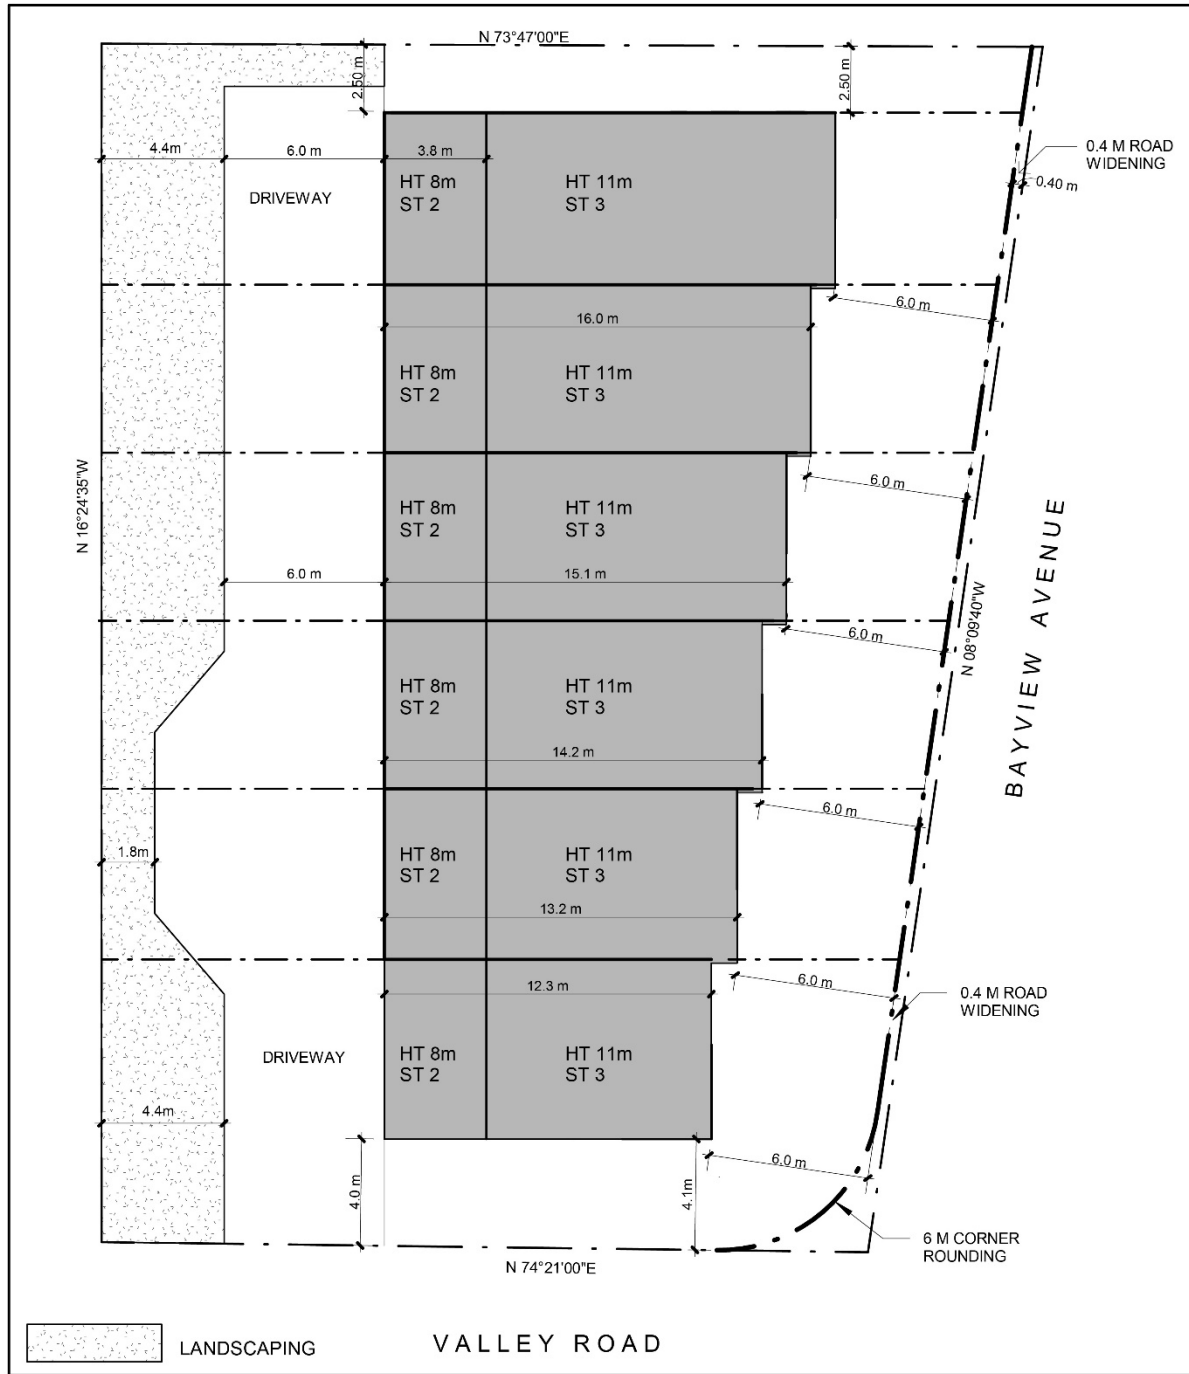 N 73°47'00"E
2.50 m
2.50 m
4.4m
6.0 m
3.8 m
0.4 M ROAD
WIDENING
0.40 m
DRIVEWAY
HT 8m
ST 2
HT 11m
ST 3
6.0 m
16.0 m
HT 8m
ST 2
HT 11m
ST 3
6.0 m
N 16°24'35"W
HT 8m
ST 2
HT 11m
ST 3
6.0 m
15.1 m
6.0 m
N 08°09'40"W
BAYVIEW AVENUE
HT 8m
ST 2
HT 11m
ST 3
14.2 m
6.0 m
1.8m
HT 8m
ST 2
HT 11m
ST 3
13.2 m
6.0 m
12.3 m
0.4 M ROAD
WIDENING
DRIVEWAY
HT 8m
ST 2
HT 11m
ST 3
4.4m
6.0 m
4.0 m
4.1m
6 M CORNER
ROUNDING
N 74°21'00"E
LANDSCAPING
VALLEY ROAD